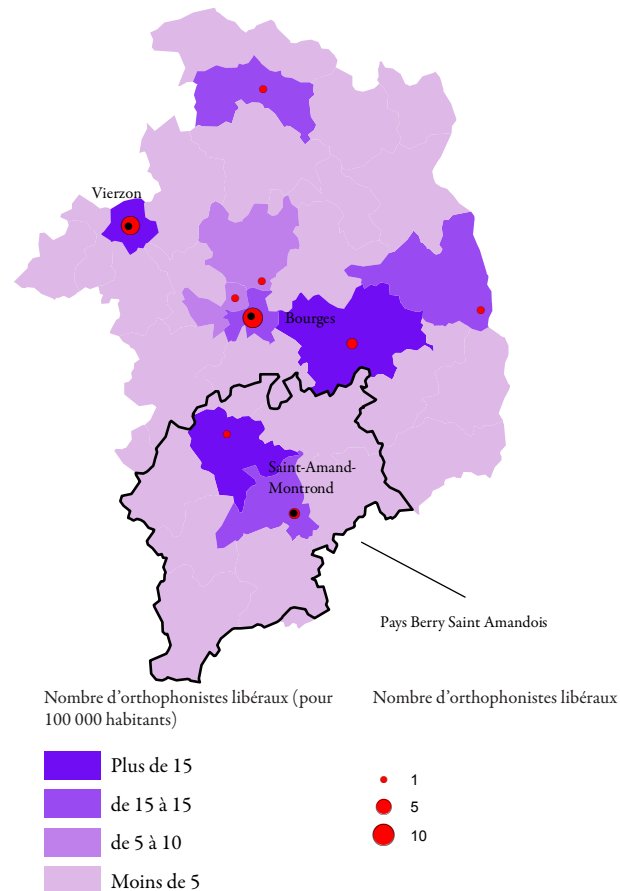 Vierzon
Bourges
Saint-Amand-
Montrond
Pays Berry Saint Amandois
Nombre d'orthophonistes libéraux (pour
100 000 habitants)
Plus de 15
de 15 à 15
de 5 à 10
Moins de 5
Nombre d'orthophonistes libéraux
1
5
10